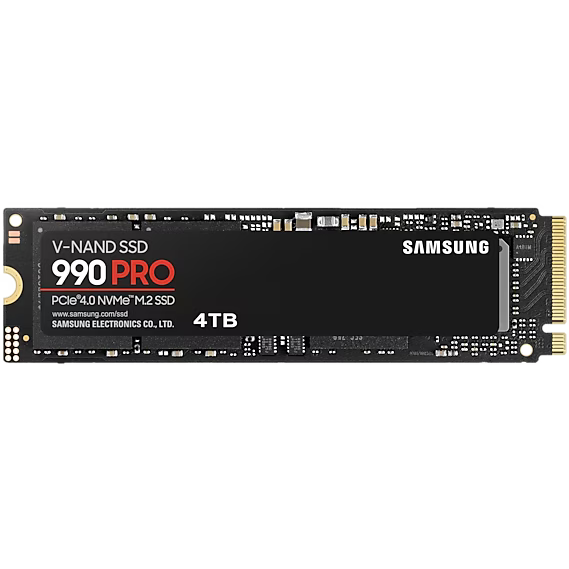 V-NAND SSD
SAMSUNG
990 PRO
PCIe®4.0 NVMe™ M.2 SSD
www.samsung.com/ssd
SAMSUNG ELECTRONICS CO., LTD.
4TB